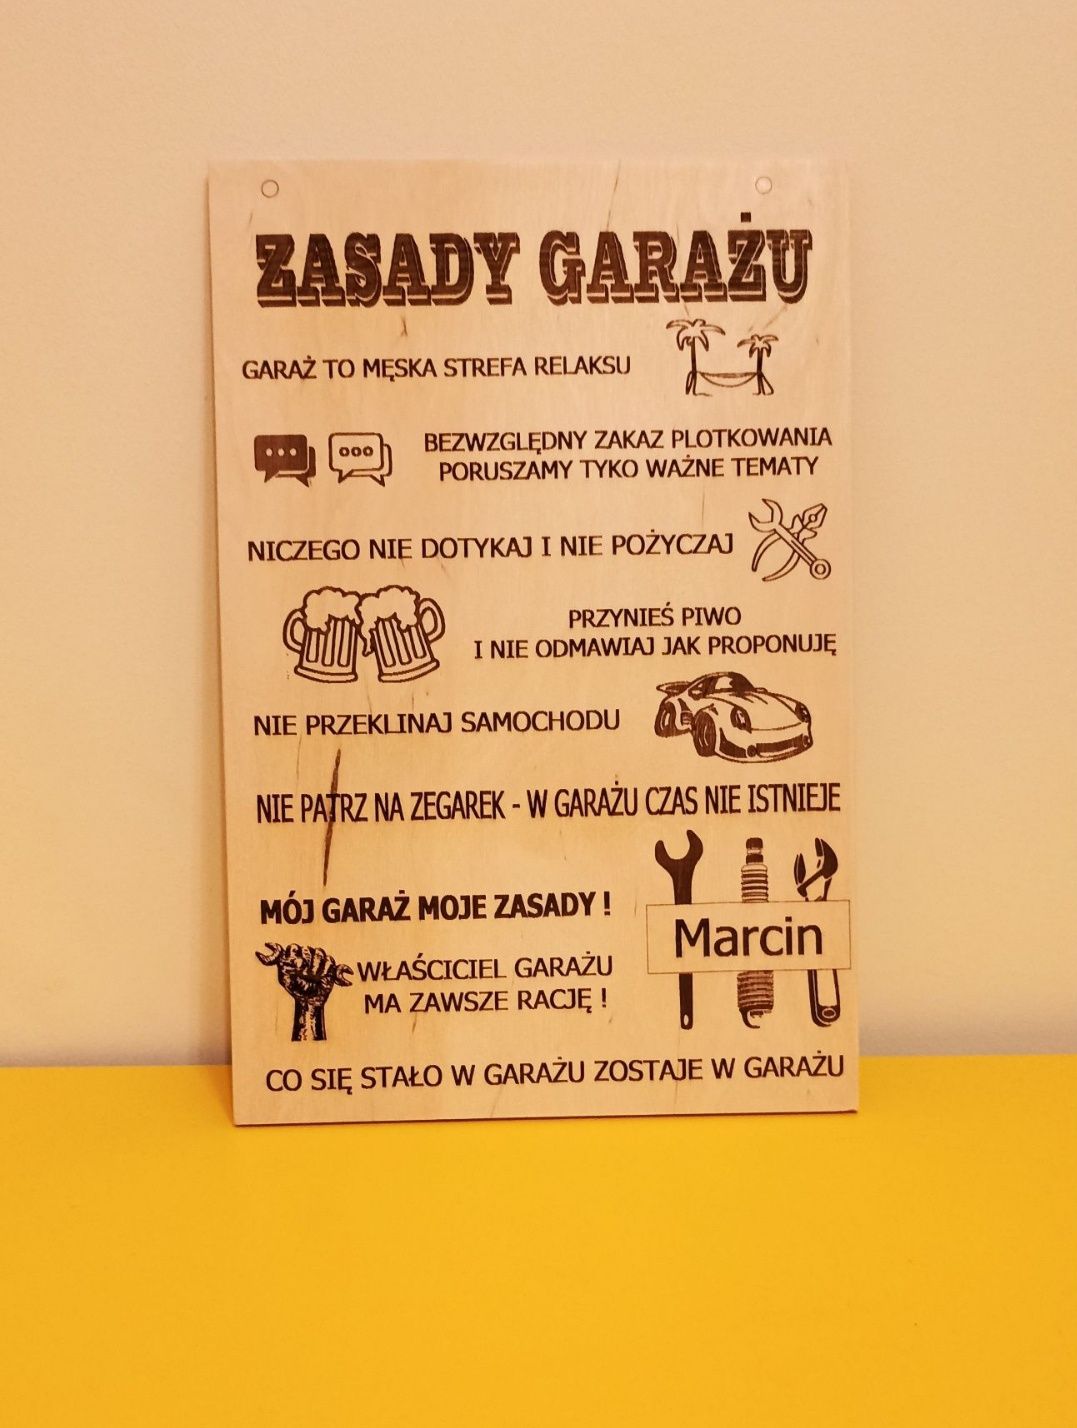 ZASADY GARAŻU
GARAŻ TO MĘSKA STREFA RELAKSU
BEZWZGLĘDNY ZAKAZ PLOTKOWANIA
PORUSZAMY TYKO WAŻNE TEMATY
NICZEGO NIE DOTYKAJ I NIE POŻYCZAJ
PRZYNIEŚ PIWO
I NIE ODMAWIAJ JAK PROPONUJĘ
NIE PRZEKLINAJ SAMOCHODU
NIE PATRZ NA ZEGAREK - W GARAŻU CZAS NIE ISTNIEJE
MÓJ GARAŻ MOJE ZASADY !
Marcin
WŁAŚCICIEL GARAŻU
MA ZAWSZE RACJĘ !
CO SIĘ STAŁO W GARAŻU ZOSTAJE W GARAŻU